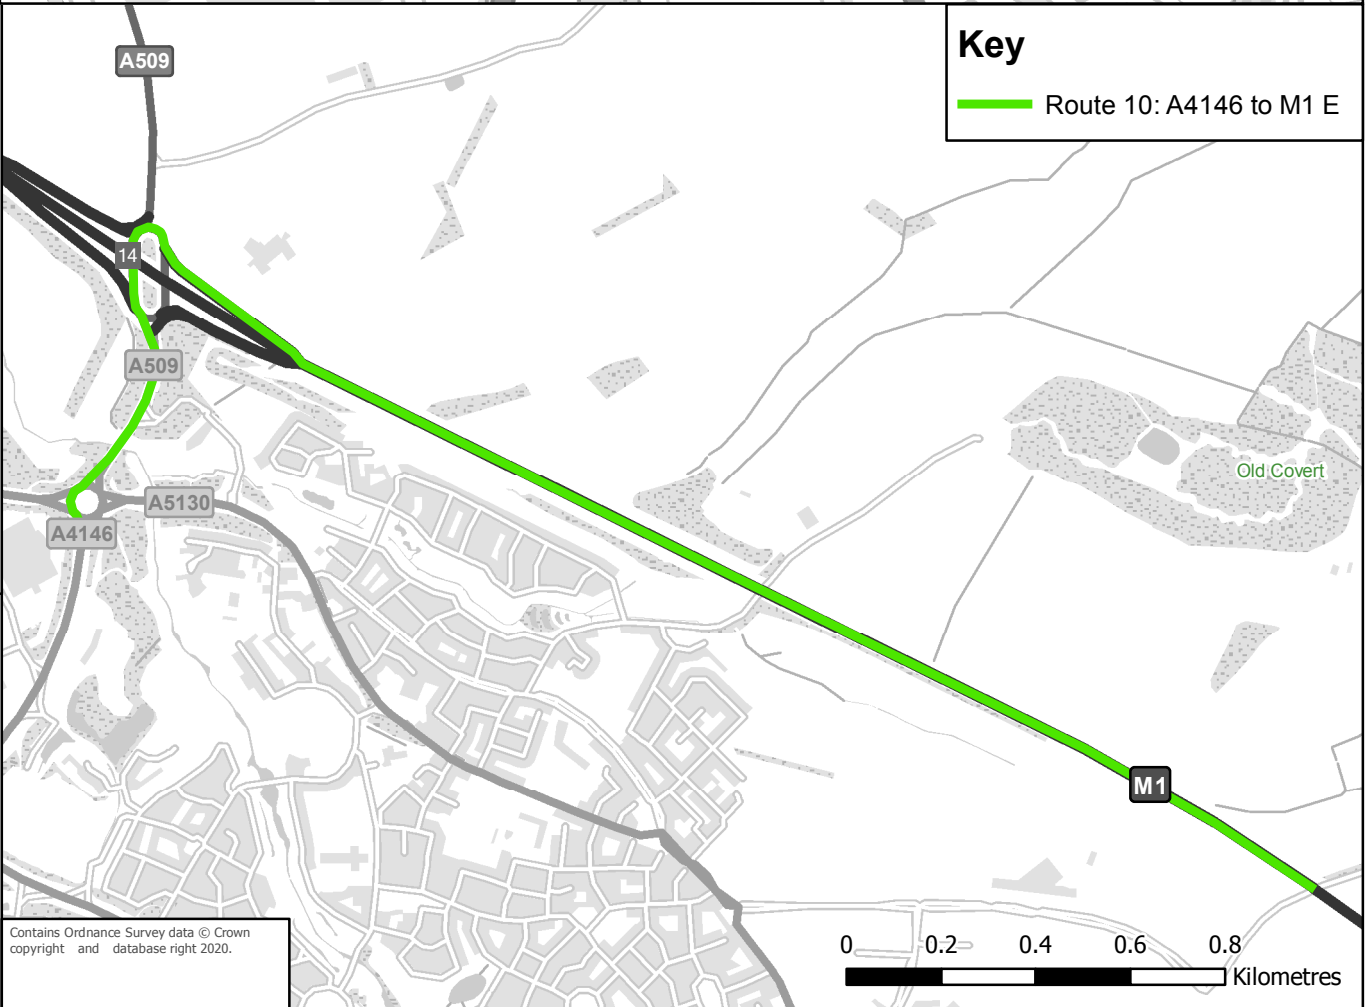 Key
Route 10: A4146 to M1 E
A509
14
A509
Old Covert
A5130
A4146
M1
Contains Ordnance Survey data © Crown
copyright and database right 2020.
0 0.2 0.4 0.6 0.8
Kilometres